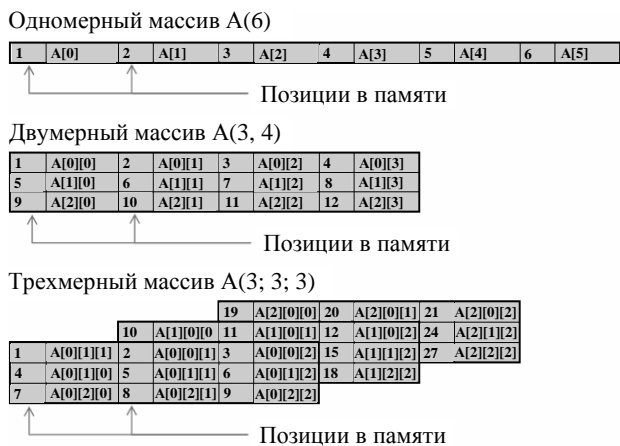 Одномерный массив А(6)
1 A[0] 2 A[1] 3 A[2] 4 A[3] 5 A[4] 6 A[5]
Позиции в памяти
Двумерный массив А(3, 4)
1 A[0][0] 2 A[0][1] 3 A[0][2] 4 A[0][3]
5 A[1][0] 6 A[1][1] 7 A[1][2] 8 A[1][3]
9 A[2][0] 10 A[2][1] 11 A[2][2] 12 A[2][3]
Позиции в памяти
Трехмерный массив А(3; 3; 3)
19 A[2][0][0] 20 A[2][0][1] 21 A[2][0][2]
10 A[1][0][0 11 A[1][0][1] 12 A[1][0][2] 24 A[2][1][2]
1 A[0][1][1] 2 A[0][0][1] 3 A[0][0][2] 15 A[1][1][2] 27 A[2][2][2]
4 A[0][1][0] 5 A[0][1][1] 6 A[0][1][2] 18 A[1][2][2]
7 A[0][2][0] 8 A[0][2][1] 9 A[0][2][2]
Позиции в памяти